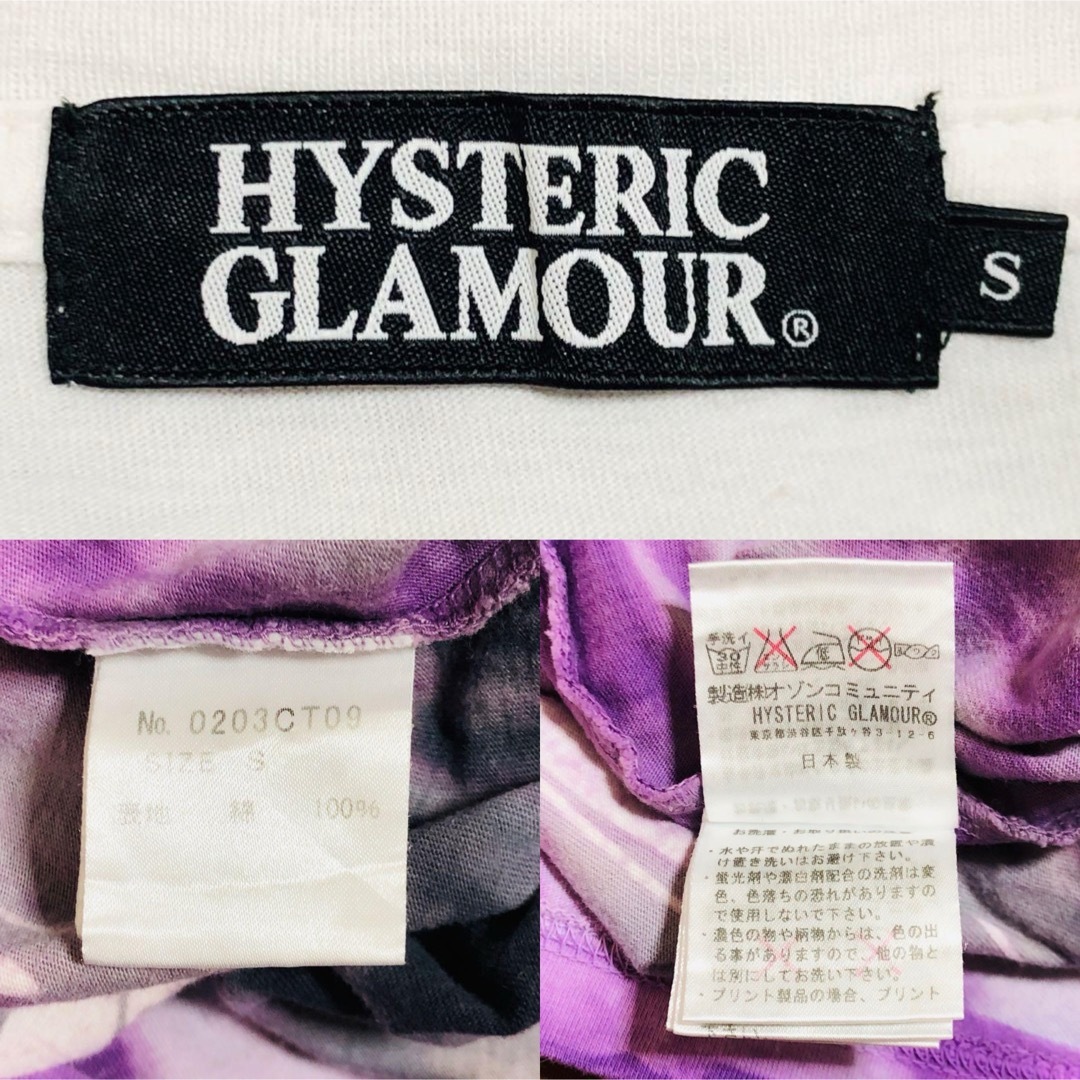 HYSTERIC
GLAMOUR®
S
No. 0203CT09
SIZE S
表地 綿 100%
手洗イ
30
中性
低
製造㈱オゾンコミュニティ
HYSTERIC GLAMOUR®
東京都渋谷区千駄ヶ谷3-12-6
日本製
・水や汗でぬれたままの放置や漬
け置き洗いはお避け下さい。
・蛍光剤や漂白剤配合の洗剤は変
色、色落ちの恐れがありますの
で使用しないで下さい。
・濃色の物や柄物からは、色の出
る事がありますので、他の物と
は別にしてお洗い下さい。
・プリント製品の場合、プリント